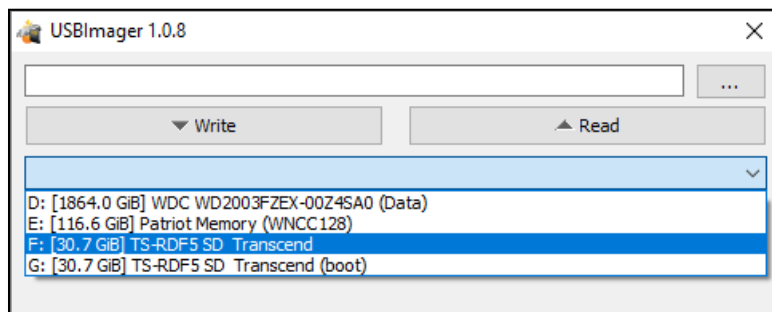 USBImager 1.0.8
...
Write
Read
D: [1864.0 GiB] WDC WD2003FZEX-00Z4SA0 (Data)
E: [116.6 GiB] Patriot Memory (WNCC128)
F: [30.7 GiB] TS-RDF5 SD  Transcend
G: [30.7 GiB] TS-RDF5 SD  Transcend (boot)